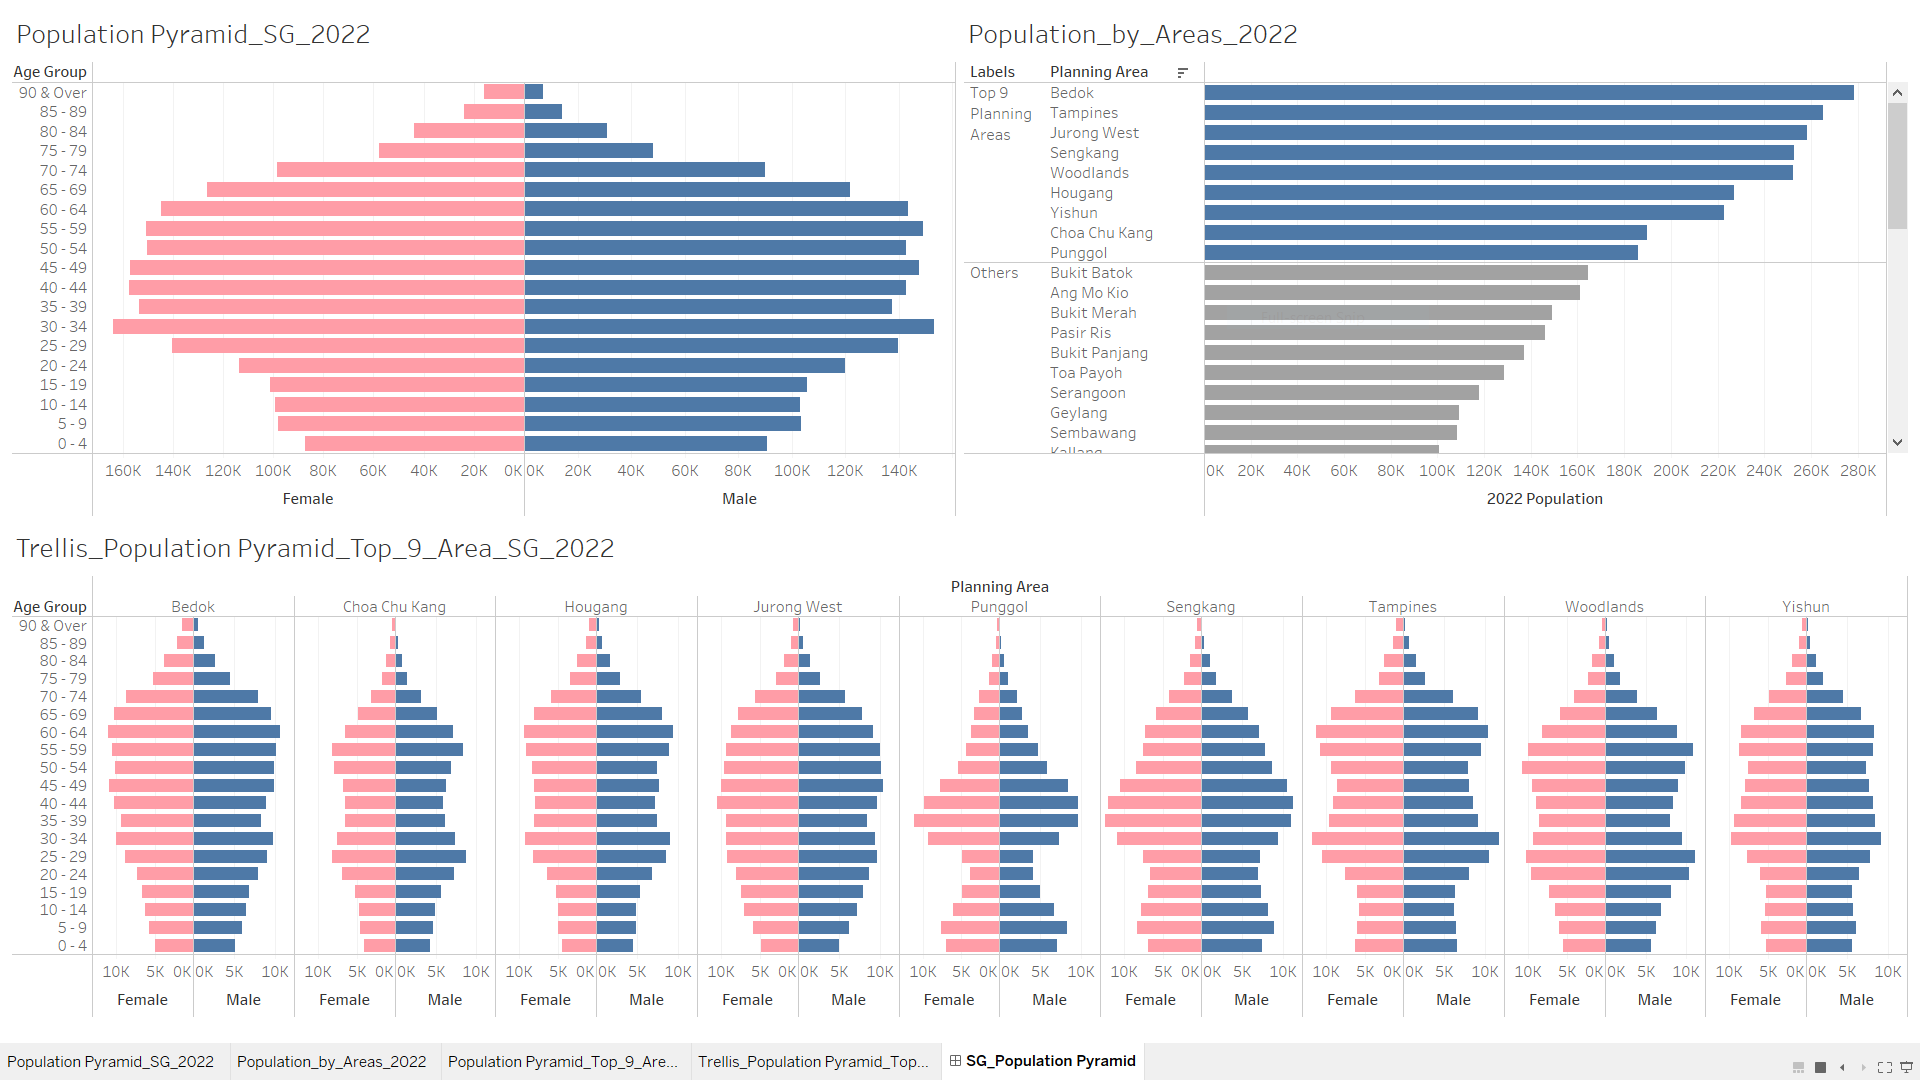 Population Pyramid_SG_2022
Age Group
90 & Over
85 - 89
80 - 84
75 - 79
70 - 74
65 - 69
60 - 64
55 - 59
50 - 54
45 - 49
40 - 44
35 - 39
30 - 34
25 - 29
20 - 24
15 - 19
10 - 14
5 - 9
0 - 4
160K 140K 120K 100K 80K 60K 40K 20K 0K 0K 20K 40K 60K 80K 100K 120K 140K
Female Male
Population_by_Areas_2022
Labels Planning Area
Top 9 Planning Areas
Bedok
Tampines
Jurong West
Sengkang
Woodlands
Hougang
Yishun
Choa Chu Kang
Punggol
Others
Bukit Batok
Ang Mo Kio
Bukit Merah
Pasir Ris
Bukit Panjang
Toa Payoh
Serangoon
Geylang
Sembawang
Kallang
0K 20K 40K 60K 80K 100K 120K 140K 160K 180K 200K 220K 240K 260K 280K
2022 Population
Trellis_Population Pyramid_Top_9_Area_SG_2022
Planning Area
Age Group Bedok Choa Chu Kang Hougang Jurong West Punggol Sengkang Tampines Woodlands Yishun
90 & Over
85 - 89
80 - 84
75 - 79
70 - 74
65 - 69
60 - 64
55 - 59
50 - 54
45 - 49
40 - 44
35 - 39
30 - 34
25 - 29
20 - 24
15 - 19
10 - 14
5 - 9
0 - 4
10K 5K 0K 0K 5K 10K 10K 5K 0K 0K 5K 10K 10K 5K 0K 0K 5K 10K 10K 5K 0K 0K 5K 10K 10K 5K 0K 0K 5K 10K 10K 5K 0K 0K 5K 10K 10K 5K 0K 0K 5K 10K 10K 5K 0K 0K 5K 10K 10K 5K 0K 0K 5K 10K
Female Male Female Male Female Male Female Male Female Male Female Male Female Male Female Male Female Male
Population Pyramid_SG_2022 Population_by_Areas_2022 Population Pyramid_Top_9_Are... Trellis_Population Pyramid_Top... SG_Population Pyramid